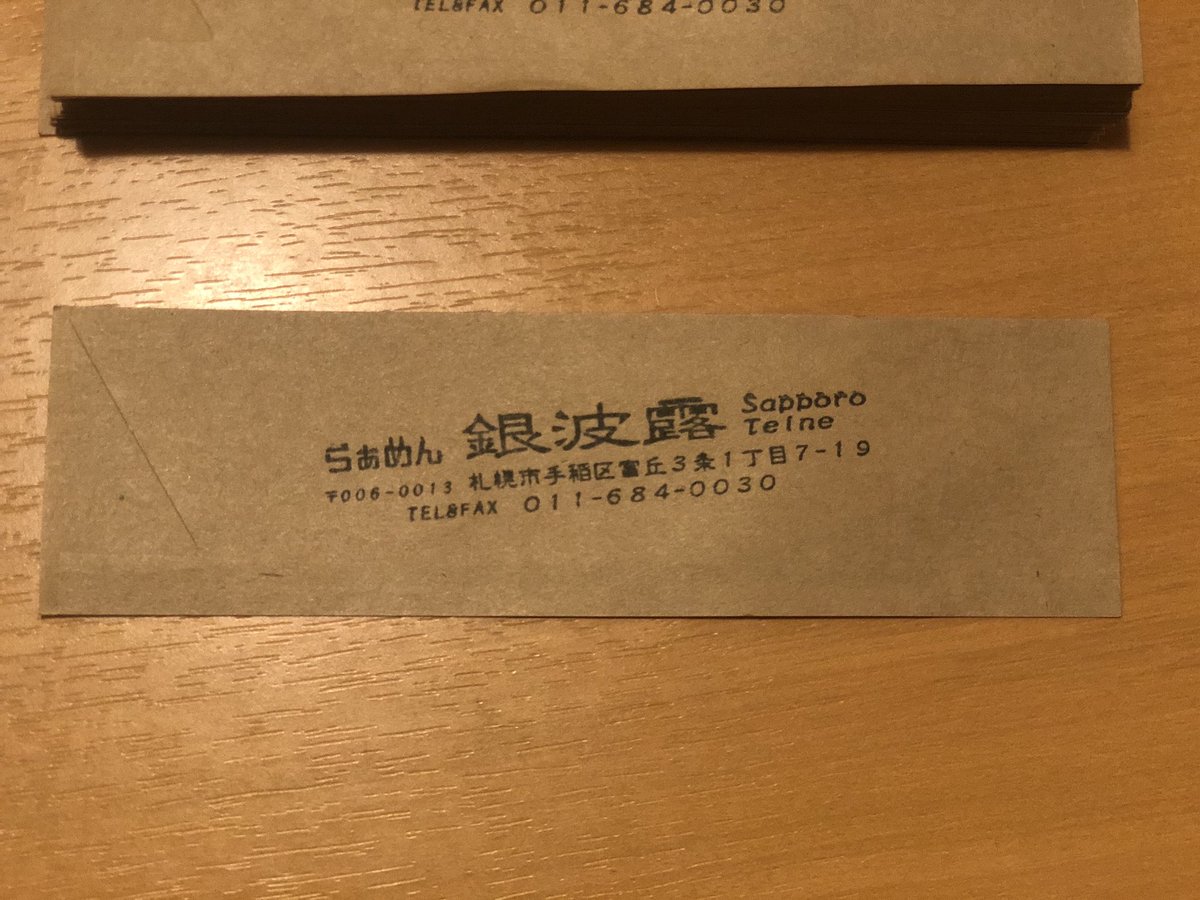 TEL&FAX 011-684-0030
らぁめん 銀波露 Sapporo Teine
〒006-0013 札幌市手稲区富丘3条1丁目7-19
TEL&FAX 011-684-0030